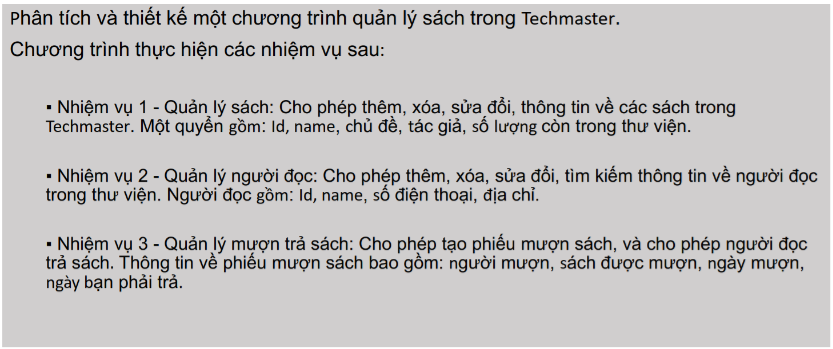 Phân tích và thiết kế một chương trình quản lý sách trong Techmaster.
Chương trình thực hiện các nhiệm vụ sau:
▪ Nhiệm vụ 1 - Quản lý sách: Cho phép thêm, xóa, sửa đổi, thông tin về các sách trong
Techmaster. Một quyển gồm: Id, name, chủ đề, tác giả, số lượng còn trong thư viện.
▪ Nhiệm vụ 2 - Quản lý người đọc: Cho phép thêm, xóa, sửa đổi, tìm kiếm thông tin về người đọc
trong thư viện. Người đọc gồm: Id, name, số điện thoại, địa chỉ.
▪ Nhiệm vụ 3 - Quản lý mượn trả sách: Cho phép tạo phiếu mượn sách, và cho phép người đọc
trả sách. Thông tin về phiếu mượn sách bao gồm: người mượn, sách được mượn, ngày mượn,
ngày bạn phải trả.